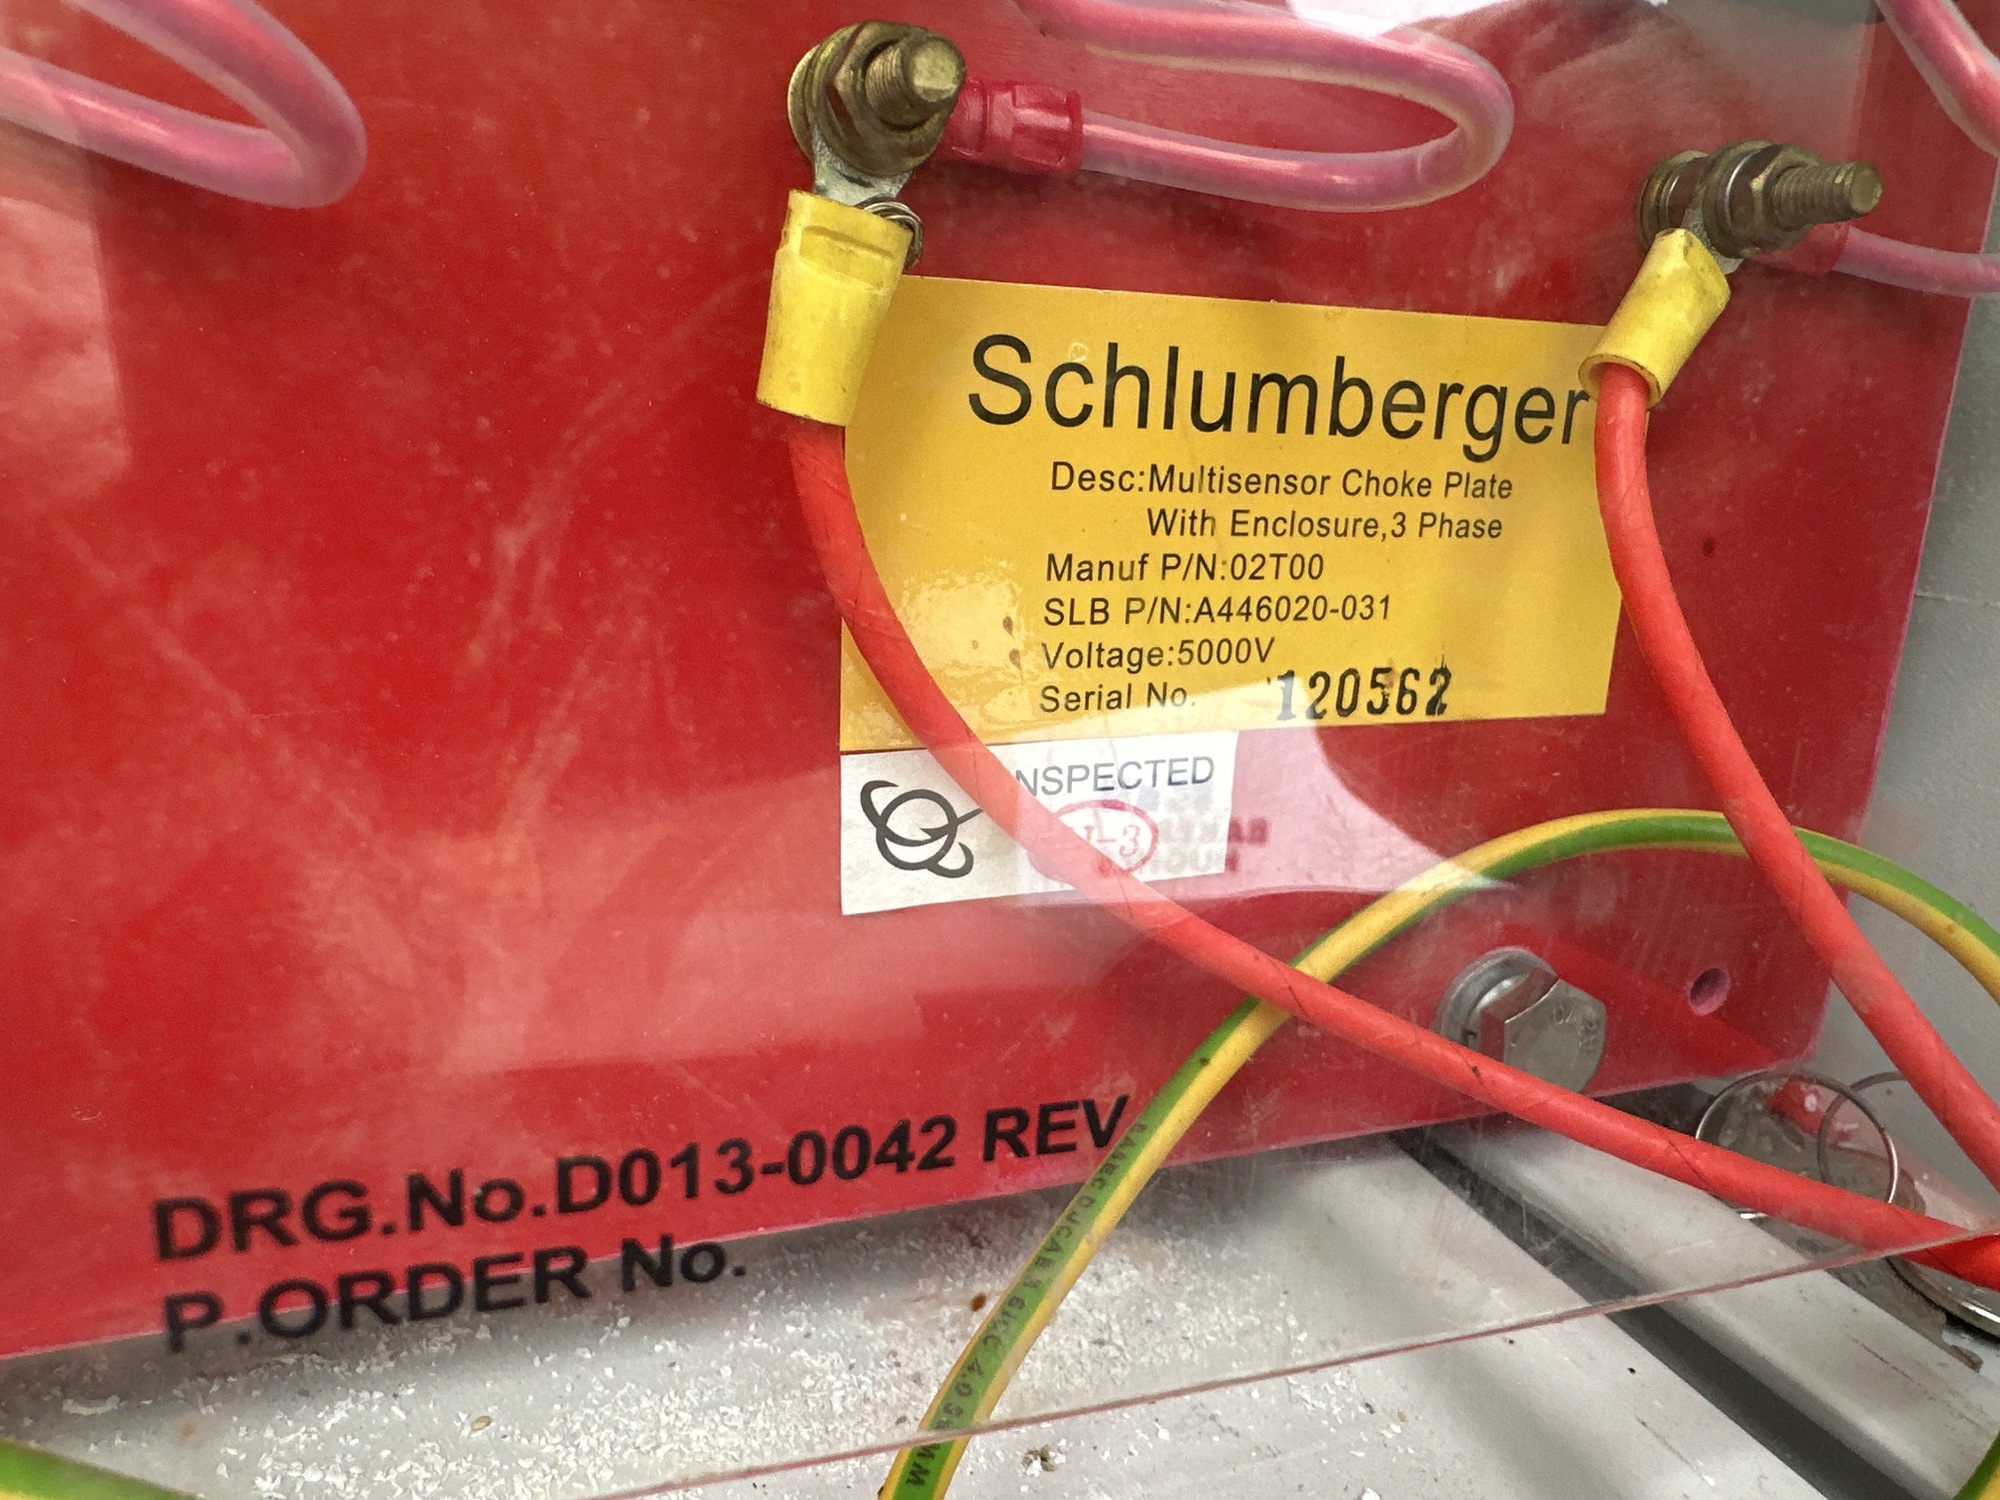 Schlumberger
Desc:Multisensor Choke Plate
With Enclosure,3 Phase
Manuf P/N:02T00
SLB P/N:A446020-031
Voltage:5000V
Serial No. 120562
NSPECTED
DRG.No.D013-0042 REV
P.ORDER No.